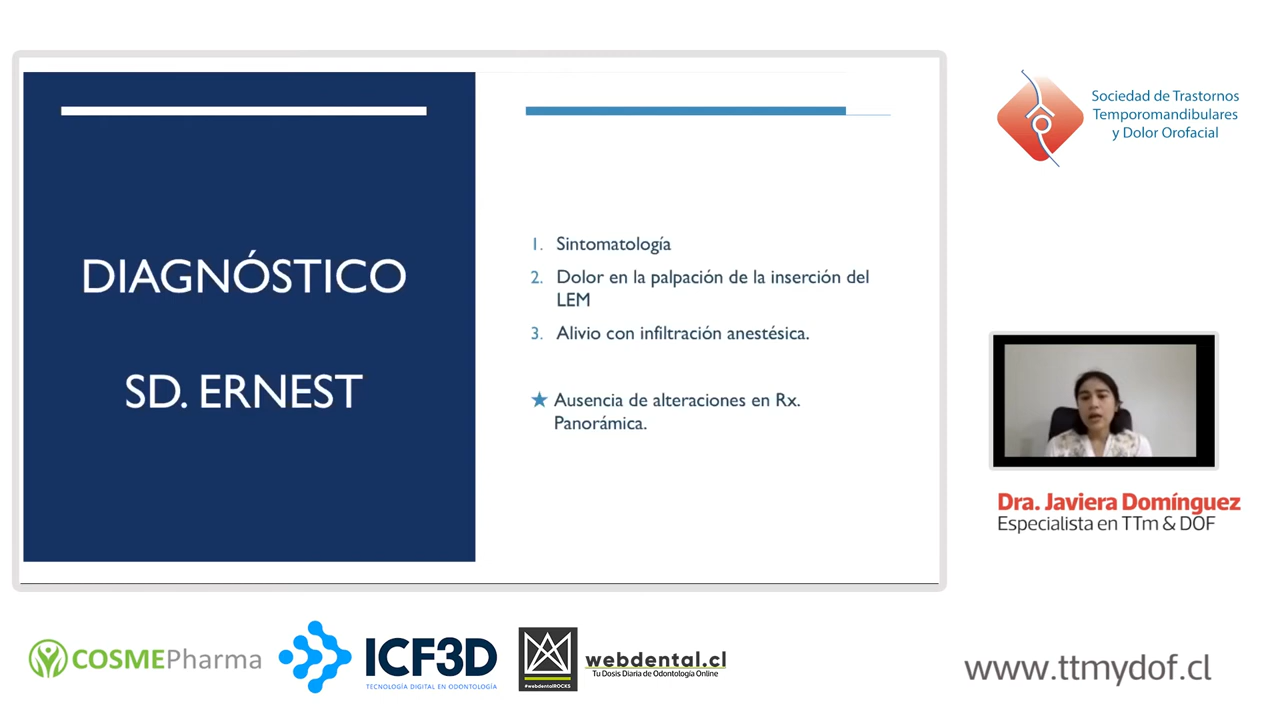 DIAGNÓSTICO
SD. ERNEST
1. Sintomatología
2. Dolor en la palpación de la inserción del
LEM
3. Alivio con infiltración anestésica.
★ Ausencia de alteraciones en Rx.
Panorámica.
Sociedad de Trastornos
Temporomandibulares
y Dolor Orofacial
Dra. Javiera Domínguez
Especialista en TTm & DOF
COSMEPharma
ICF3D
TECNOLOGÍA DIGITAL EN ODONTOLOGÍA
#webdentalROCKS
webdental.cl
Tu Dosis Diaria de Odontología Online
www.ttmydof.cl